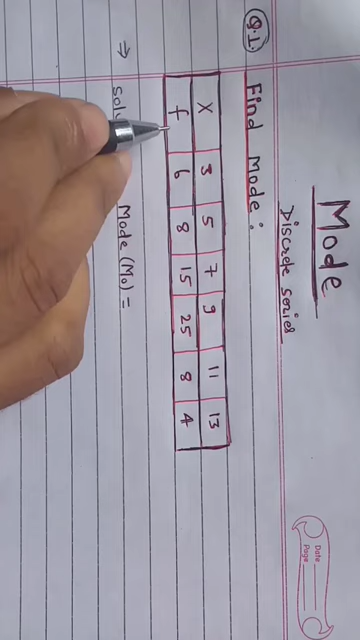 Mode
Discrete series
Date
Page
Q.1. Find Mode:
X 3 5 7 9 11 13
f 6 8 15 25 8 4
⇒ Mode (Mo) =